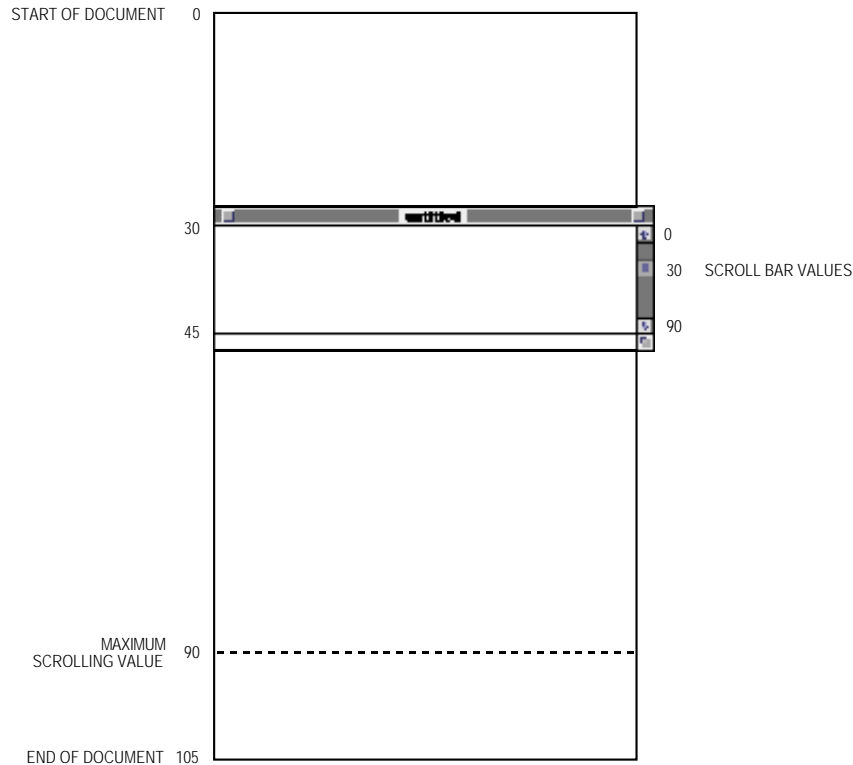 START OF DOCUMENT 0
untitled
30
0
30 SCROLL BAR VALUES
45
90
MAXIMUM
SCROLLING VALUE 90
END OF DOCUMENT 105